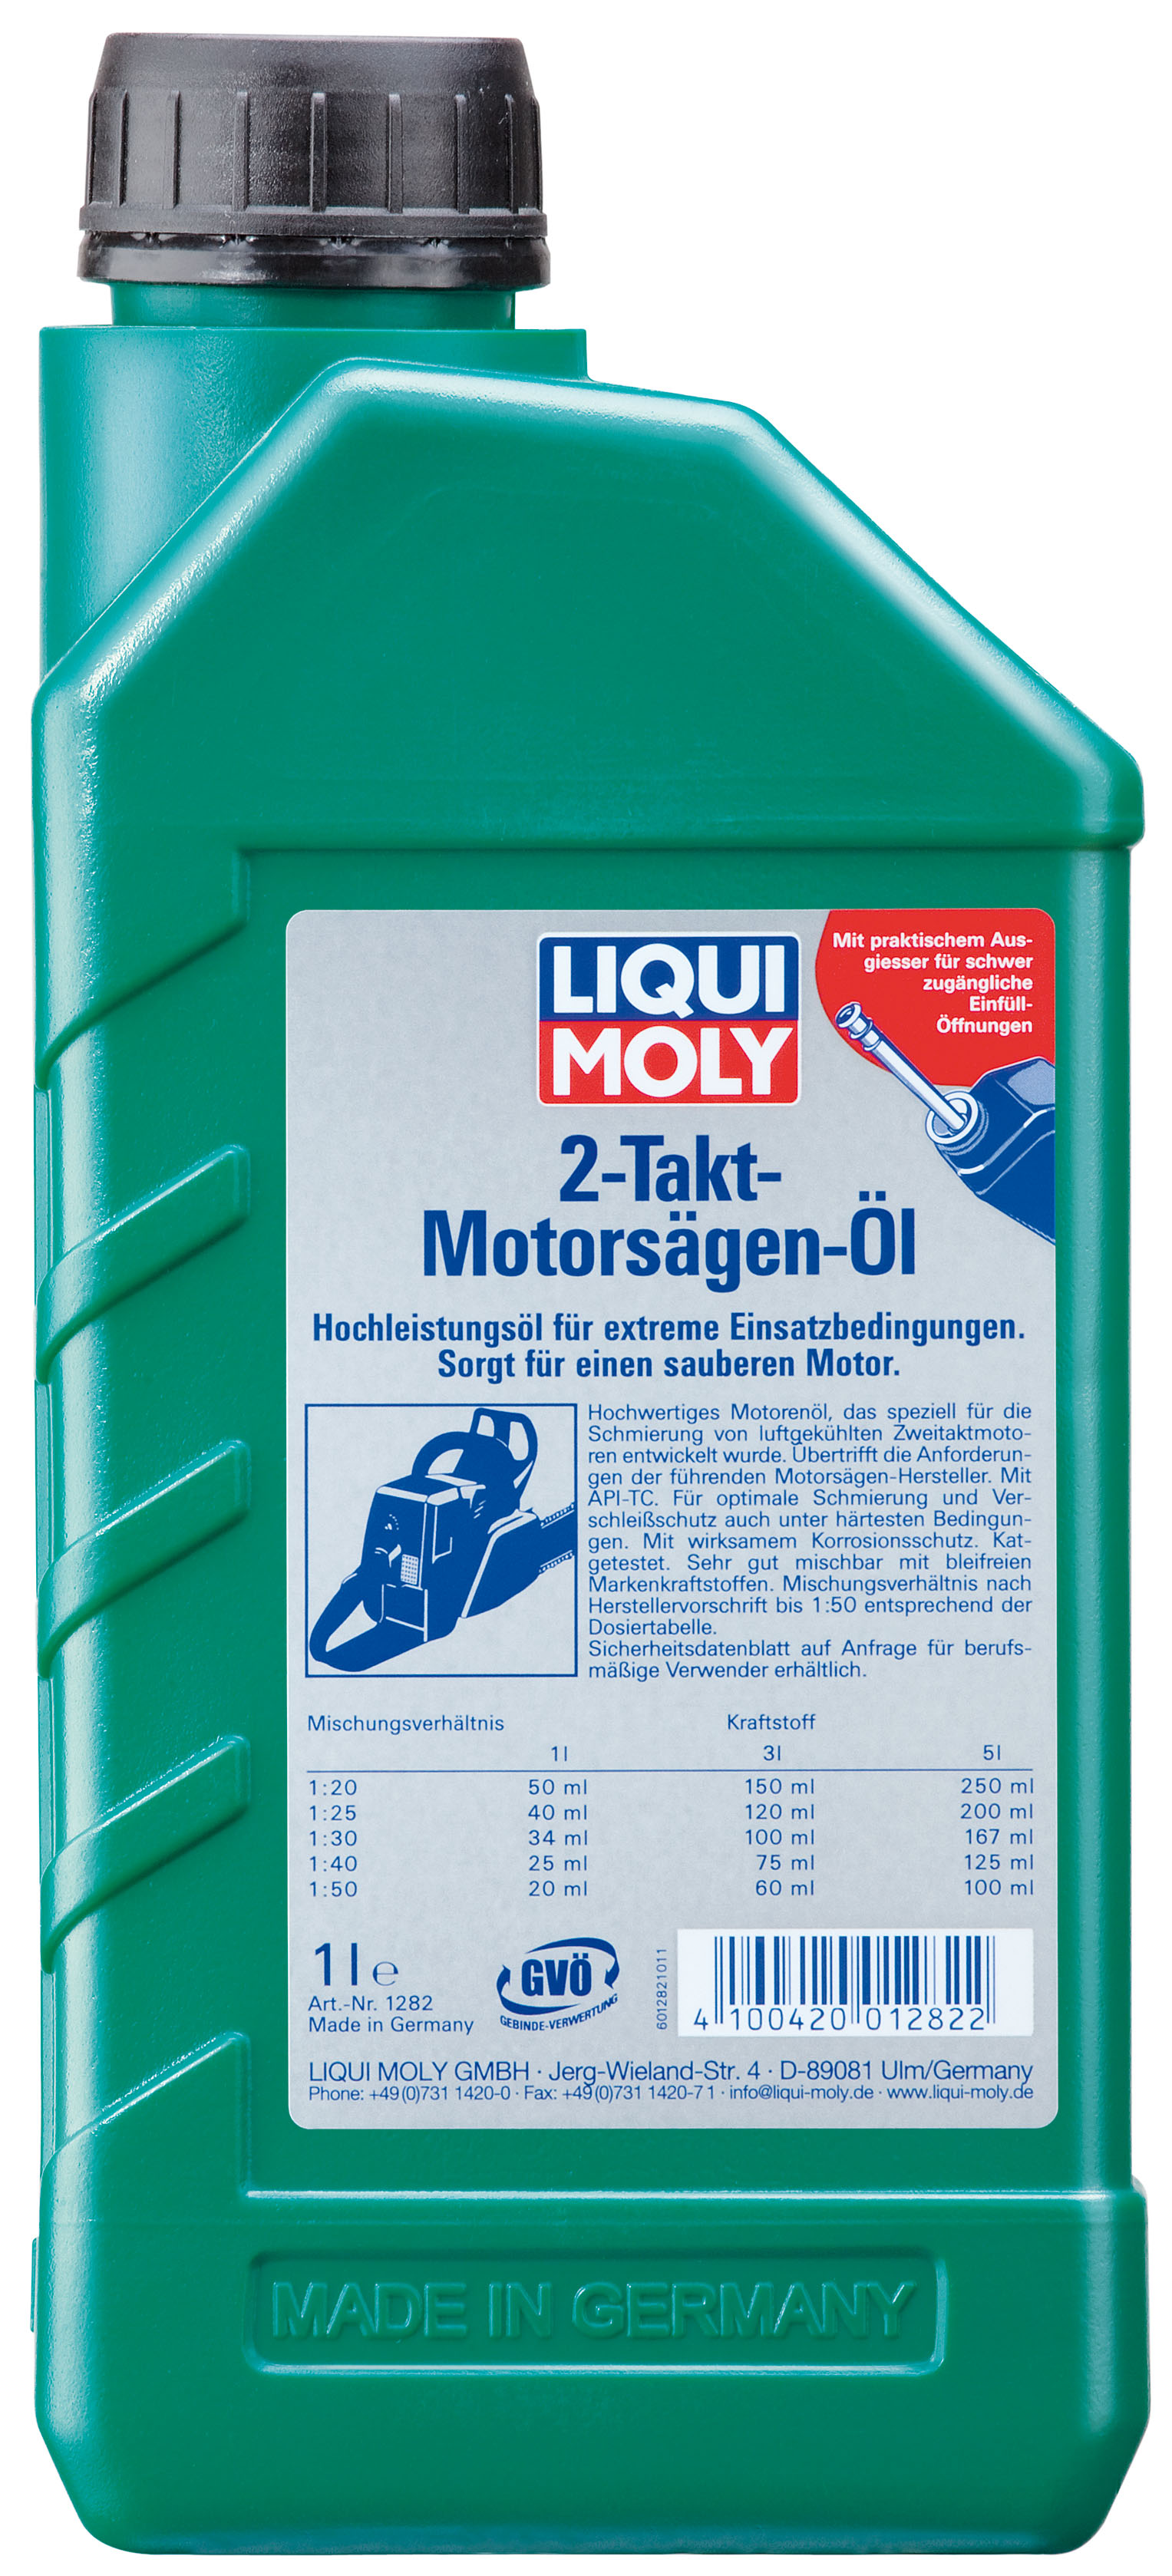 LIQUI
MOLY
Mit praktischem Aus-
giesser für schwer
zugängliche
Einfüll-
Öffnungen
2-Takt-
Motorsägen-Öl
Hochleistungsöl für extreme Einsatzbedingungen.
Sorgt für einen sauberen Motor.
Hochwertiges Motorenöl, das speziell für die
Schmierung von luftgekühlten Zweitaktmoto-
ren entwickelt wurde. Übertrifft die Anforderun-
gen der führenden Motorsägen-Hersteller. Mit
API-TC. Für optimale Schmierung und Ver-
schleißschutz auch unter härtesten Bedingun-
gen. Mit wirksamem Korrosionsschutz. Kat-
getestet. Sehr gut mischbar mit bleifreien
Markenkraftstoffen. Mischungsverhältnis nach
Herstellervorschrift bis 1:50 entsprechend der
Dosiertabelle.
Sicherheitsdatenblatt auf Anfrage für berufs-
mäßige Verwender erhältlich.
Mischungsverhältnis Kraftstoff
1l 3l 5l
1:20 50 ml 150 ml 250 ml
1:25 40 ml 120 ml 200 ml
1:30 34 ml 100 ml 167 ml
1:40 25 ml 75 ml 125 ml
1:50 20 ml 60 ml 100 ml
1l e
Art.-Nr. 1282
Made in Germany
GVÖ
GEBINDE-VERWERTUNG
6012821011
4 100420 012822
LIQUI MOLY GMBH · Jerg-Wieland-Str. 4 · D-89081 Ulm/Germany
Phone: +49(0)731 1420-0 · Fax: +49(0)731 1420-71 · info@liqui-moly.de · www.liqui-moly.de
MADE IN GERMANY